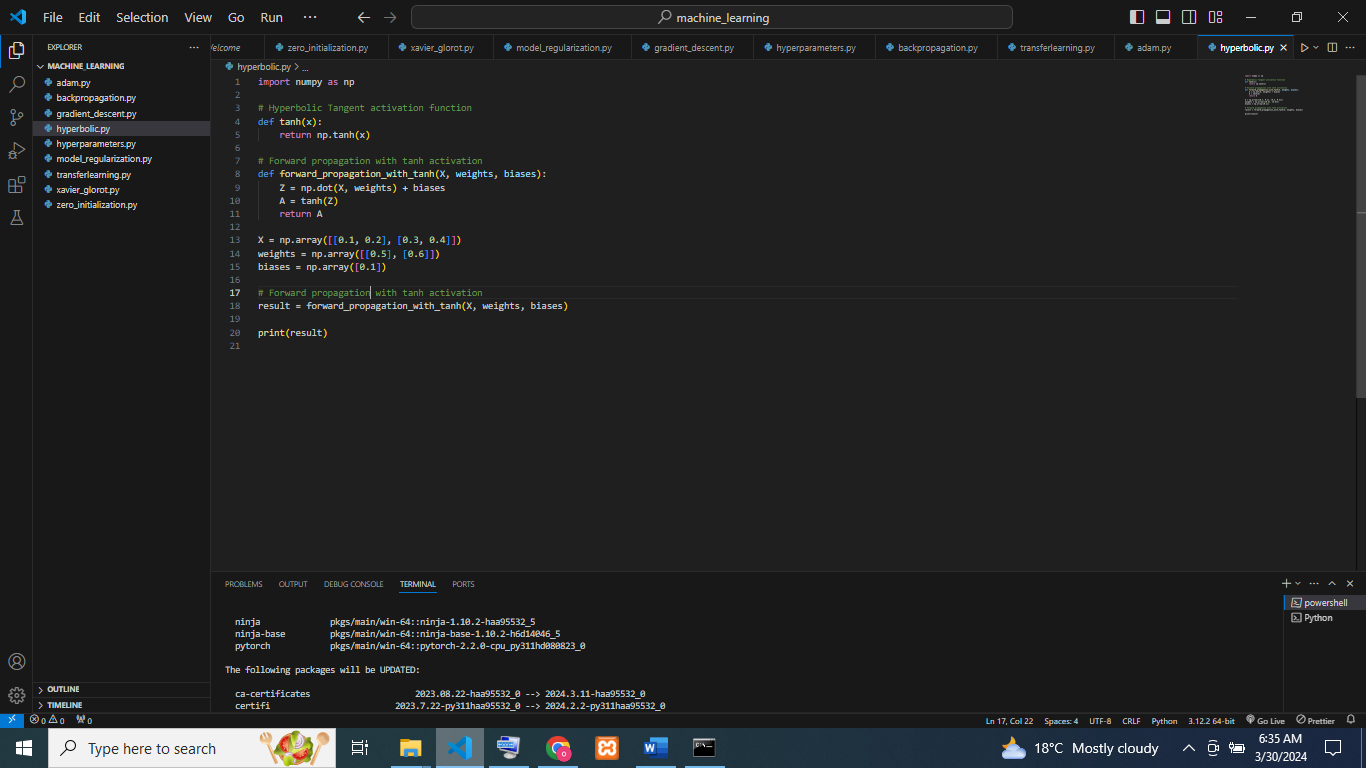 File Edit Selection View Go Run ··· machine_learning
EXPLORER ···
MACHINE_LEARNING
adam.py
backpropagation.py
gradient_descent.py
hyperbolic.py
hyperparameters.py
model_regularization.py
transferlearning.py
xavier_glorot.py
zero_initialization.py
OUTLINE
TIMELINE
Welcome zero_initialization.py xavier_glorot.py model_regularization.py gradient_descent.py hyperparameters.py backpropagation.py transferlearning.py adam.py hyperbolic.py
hyperbolic.py > ...
1 import numpy as np
2
3 # Hyperbolic Tangent activation function
4 def tanh(x):
5 return np.tanh(x)
6
7 # Forward propagation with tanh activation
8 def forward_propagation_with_tanh(X, weights, biases):
9 Z = np.dot(X, weights) + biases
10 A = tanh(Z)
11 return A
12
13 X = np.array([[0.1, 0.2], [0.3, 0.4]])
14 weights = np.array([[0.5], [0.6]])
15 biases = np.array([0.1])
16
17 # Forward propagation with tanh activation
18 result = forward_propagation_with_tanh(X, weights, biases)
19
20 print(result)
21
PROBLEMS OUTPUT DEBUG CONSOLE TERMINAL PORTS
ninja pkgs/main/win-64::ninja-1.10.2-haa95532_5
ninja-base pkgs/main/win-64::ninja-base-1.10.2-h6d14046_5
pytorch pkgs/main/win-64::pytorch-2.2.0-cpu_py311hd080823_0
The following packages will be UPDATED:
ca-certificates 2023.08.22-haa95532_0 --> 2024.3.11-haa95532_0
certifi 2023.7.22-py311haa95532_0 --> 2024.2.2-py311haa95532_0
powershell
Python
0 0 0 Ln 17, Col 22 Spaces: 4 UTF-8 CRLF Python 3.12.2 64-bit Go Live Prettier
Type here to search 18°C Mostly cloudy 6:35 AM
3/30/2024